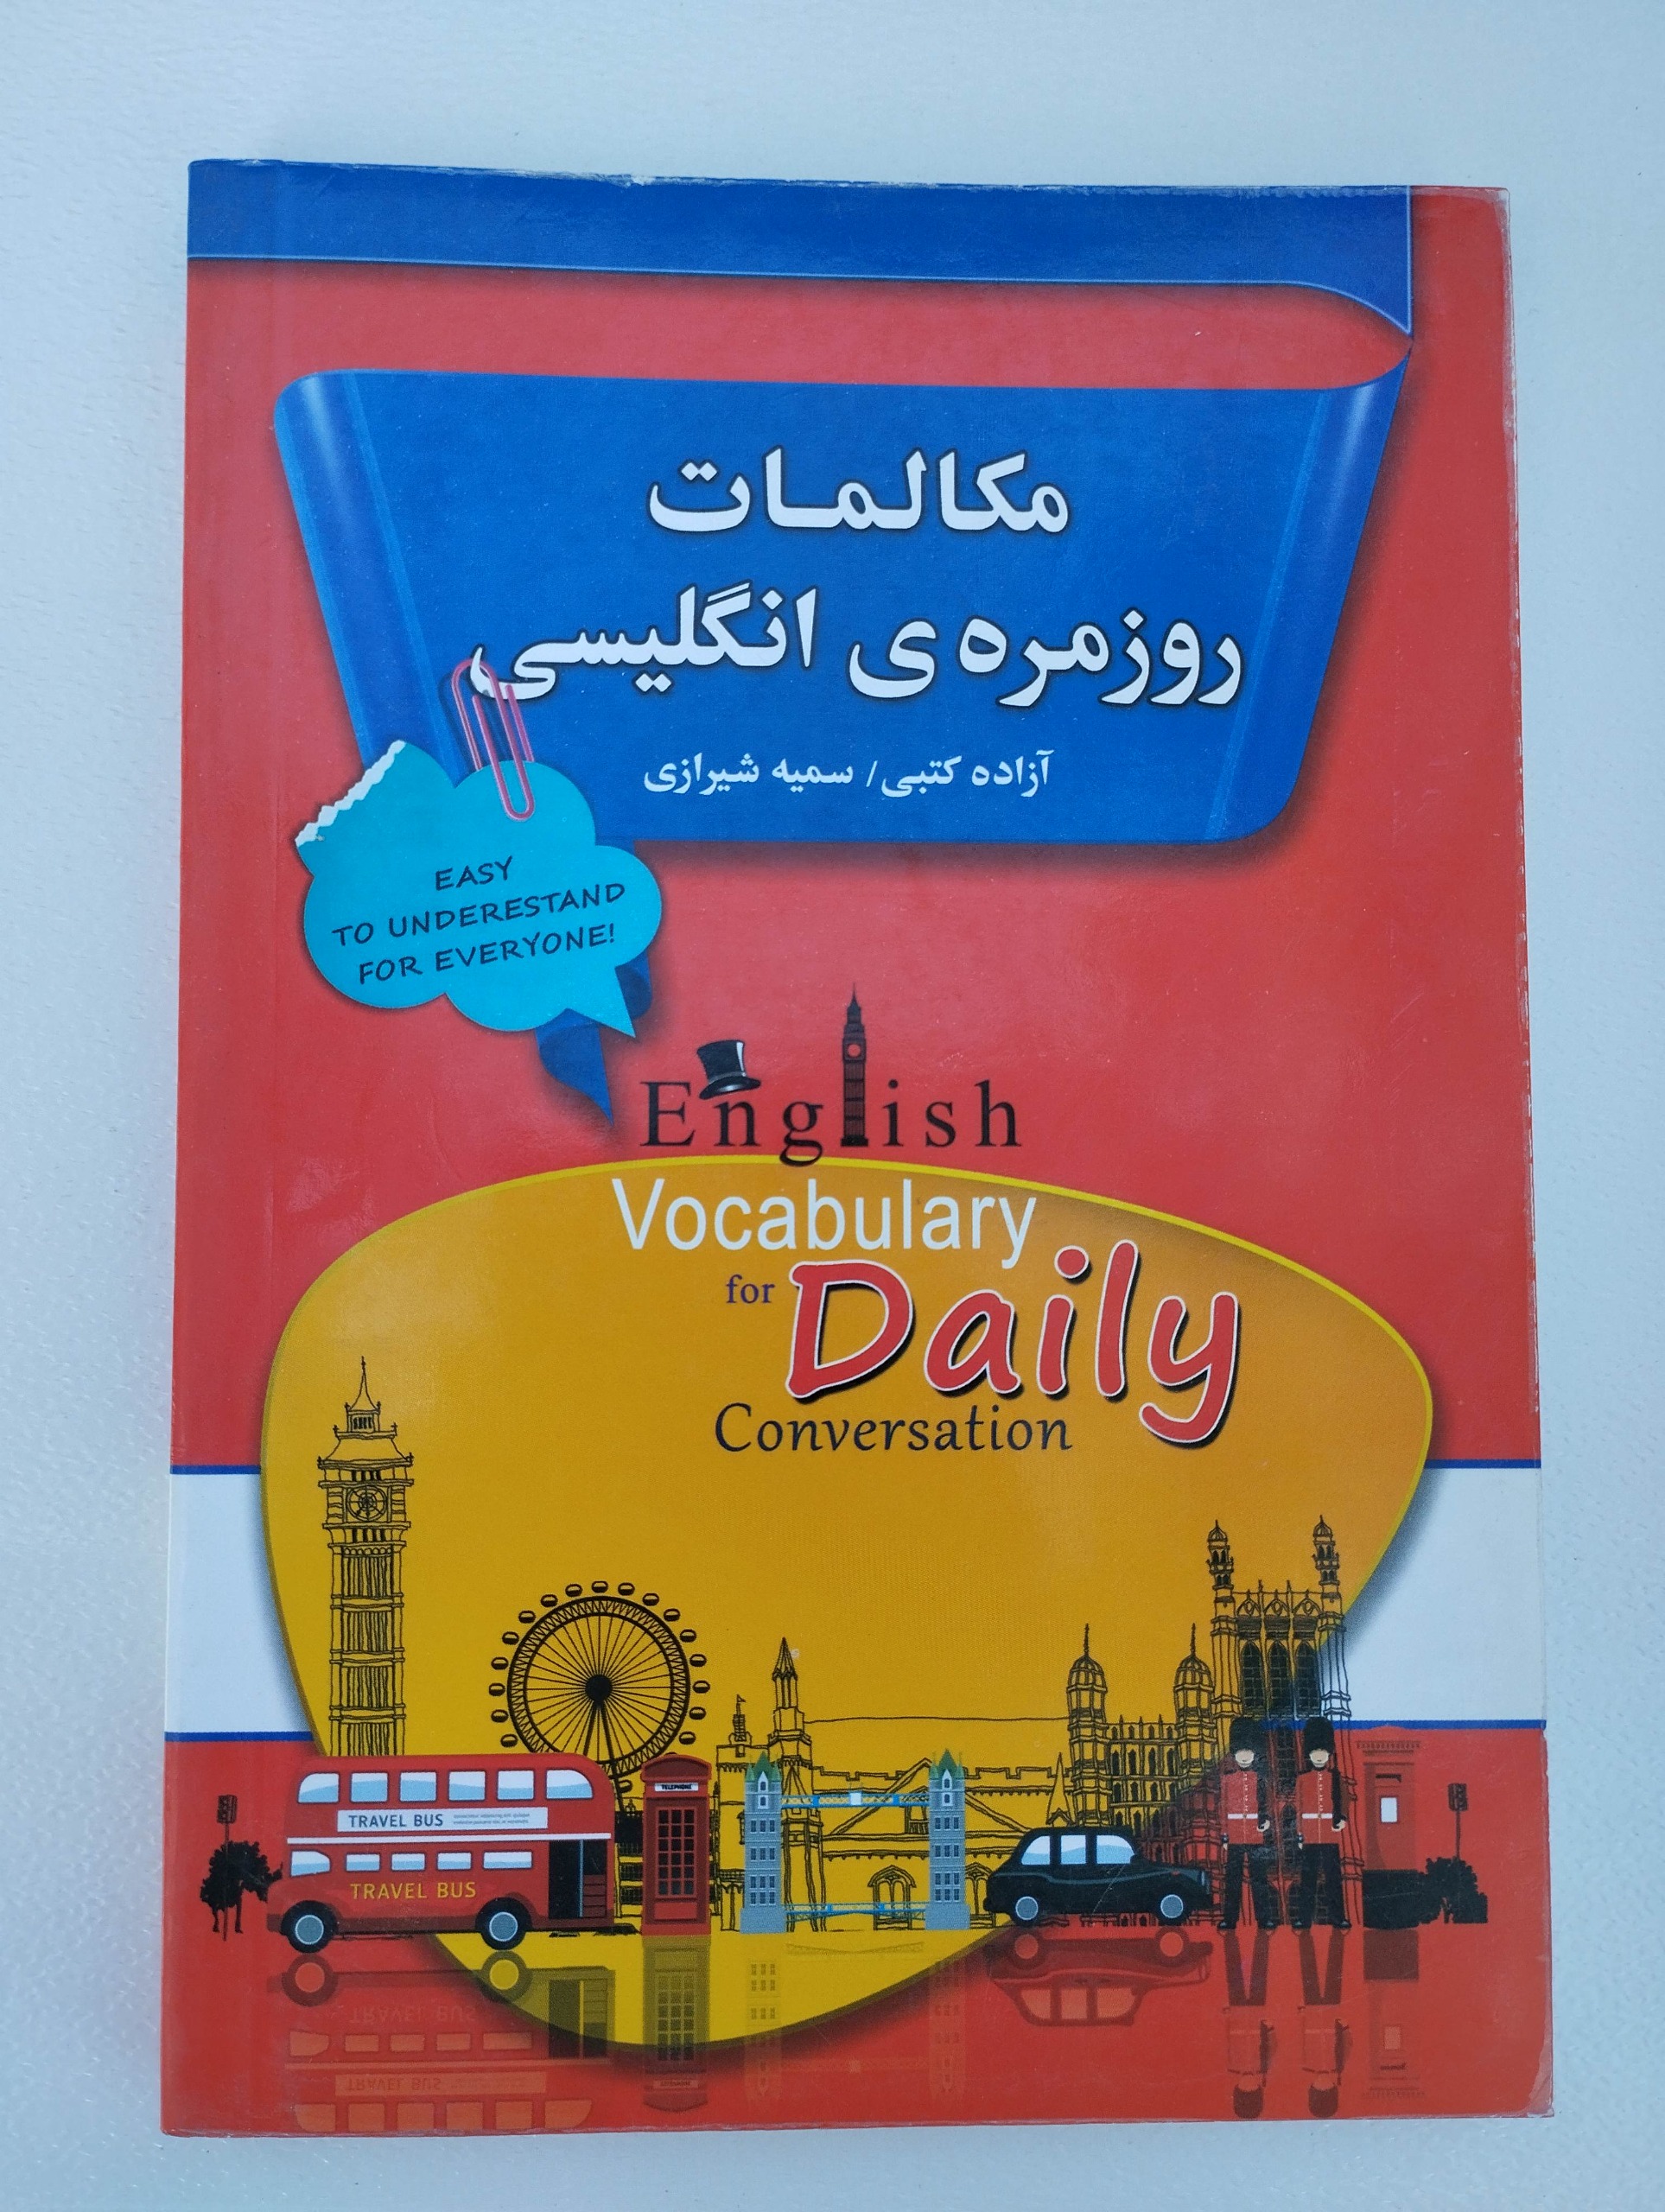 مکالمات
روزمره ی انگلیسی
آزاده کتبی / سمیه شیرازی
EASY
TO UNDERESTAND
FOR EVERYONE!
English
Vocabulary
for Daily
Conversation
TELEPHONE
TRAVEL BUS
TRAVEL BUS